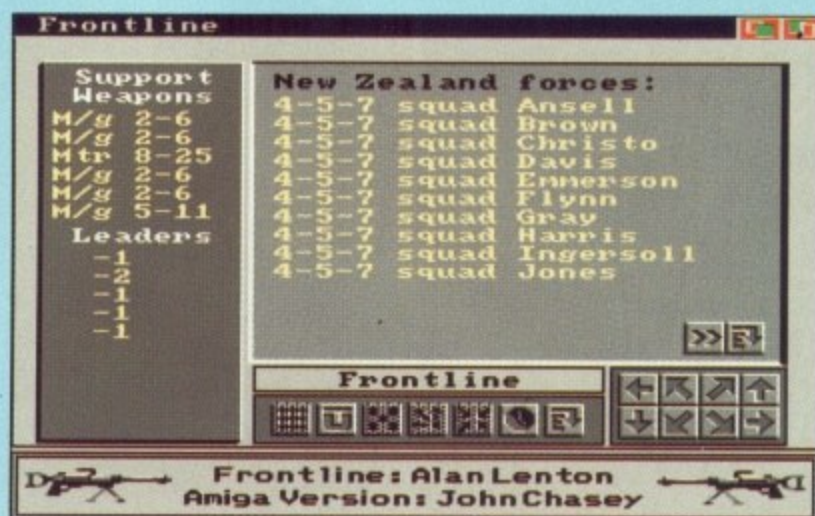 Frontline
Support
Weapons
M/g 2-6
M/g 2-6
Mtr 8-25
M/g 2-6
M/g 2-6
M/g 5-11
Leaders
-1
-2
-1
-1
-1
New Zealand forces:
4-5-7 squad Ansell
4-5-7 squad Brown
4-5-7 squad Christo
4-5-7 squad Davis
4-5-7 squad Emmerson
4-5-7 squad Flynn
4-5-7 squad Gray
4-5-7 squad Harris
4-5-7 squad Ingersoll
4-5-7 squad Jones
>>
Frontline
Frontline: Alan Lenton
Amiga Version: John Chasey